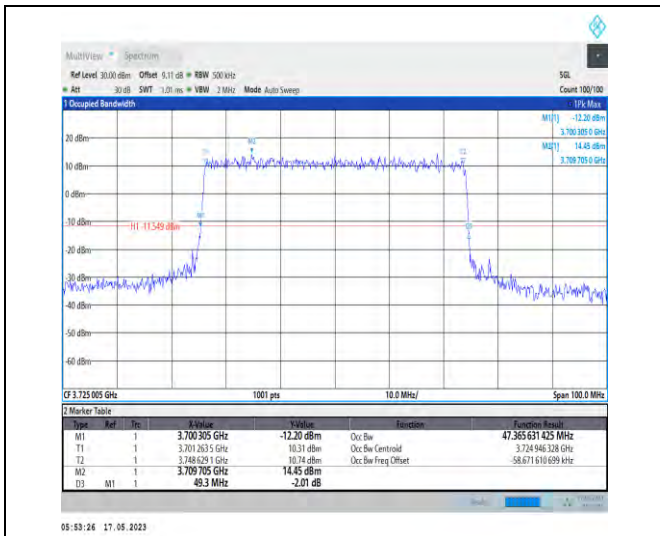 MultiView Spectrum
Ref Level 30.00 dBm Offset 9.11 dB RBW 500 kHz SGL
Att 30 dB SWT 1.01 ms VBW 2 MHz Mode Auto Sweep Count 100/100
1 Occupied Bandwidth 1Pk Max
M1[1] -12.20 dBm
3.700 305 0 GHz
M2[1] 14.45 dBm
3.709 705 0 GHz
20 dBm
M2
10 dBm
0 dBm
-10 dBm
H1 -11.549 dBm
-20 dBm
-30 dBm
-40 dBm
-50 dBm
-60 dBm
CF 3.725 005 GHz 1001 pts 10.0 MHz/ Span 100.0 MHz
2 Marker Table
Type Ref Trc X-Value Y-Value Function Function Result
M1 1 3.700 305 GHz -12.20 dBm Occ Bw 47.365 631 425 MHz
T1 1 3.701 263 5 GHz 10.31 dBm Occ Bw Centroid 3.724 946 328 GHz
T2 1 3.748 629 1 GHz 10.74 dBm Occ Bw Freq Offset -58.671 610 699 kHz
M2 1 3.709 705 GHz 14.45 dBm
D3 M1 1 49.3 MHz -2.01 dB
05:53:26 17.05.2023